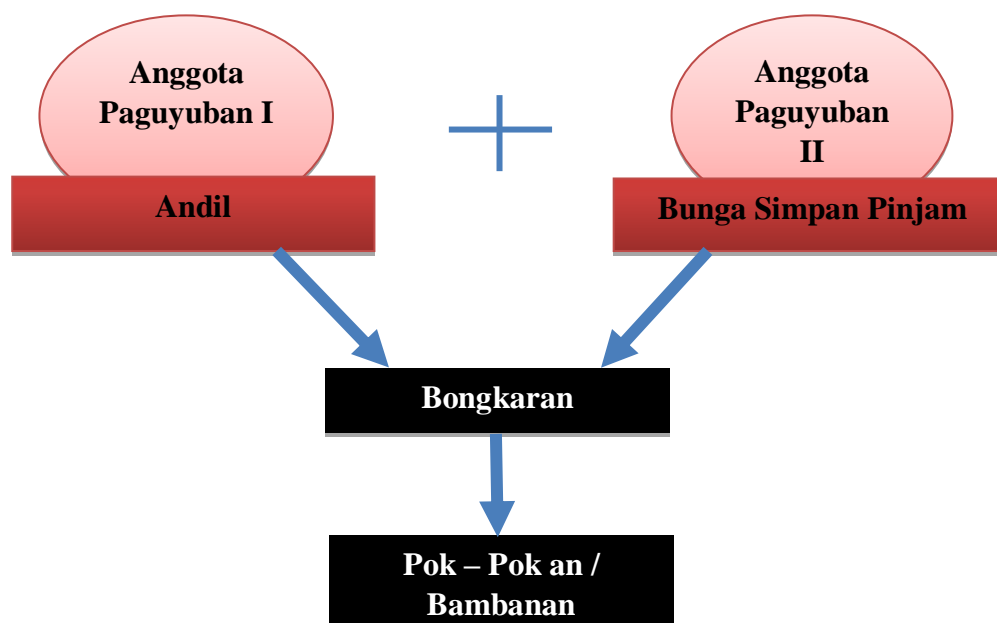 Anggota
Paguyuban I
Anggota
Paguyuban
II
Andil
Bunga Simpan Pinjam
Bongkaran
Pok – Pok an /
Bambanan